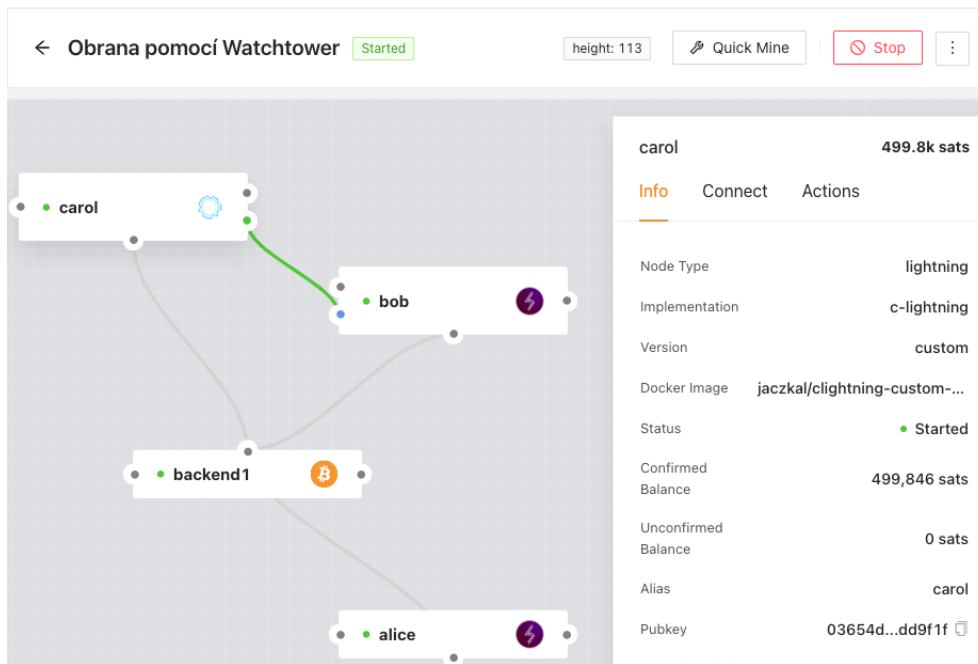 Obrana pomocí Watchtower Started height: 113 Quick Mine Stop
carol 499.8k sats
Info Connect Actions
carol
bob
backend1
alice
Node Type lightning
Implementation c-lightning
Version custom
Docker Image jaczkal/clightning-custom-...
Status Started
Confirmed Balance 499,846 sats
Unconfirmed Balance 0 sats
Alias carol
Pubkey 03654d...dd9f1f